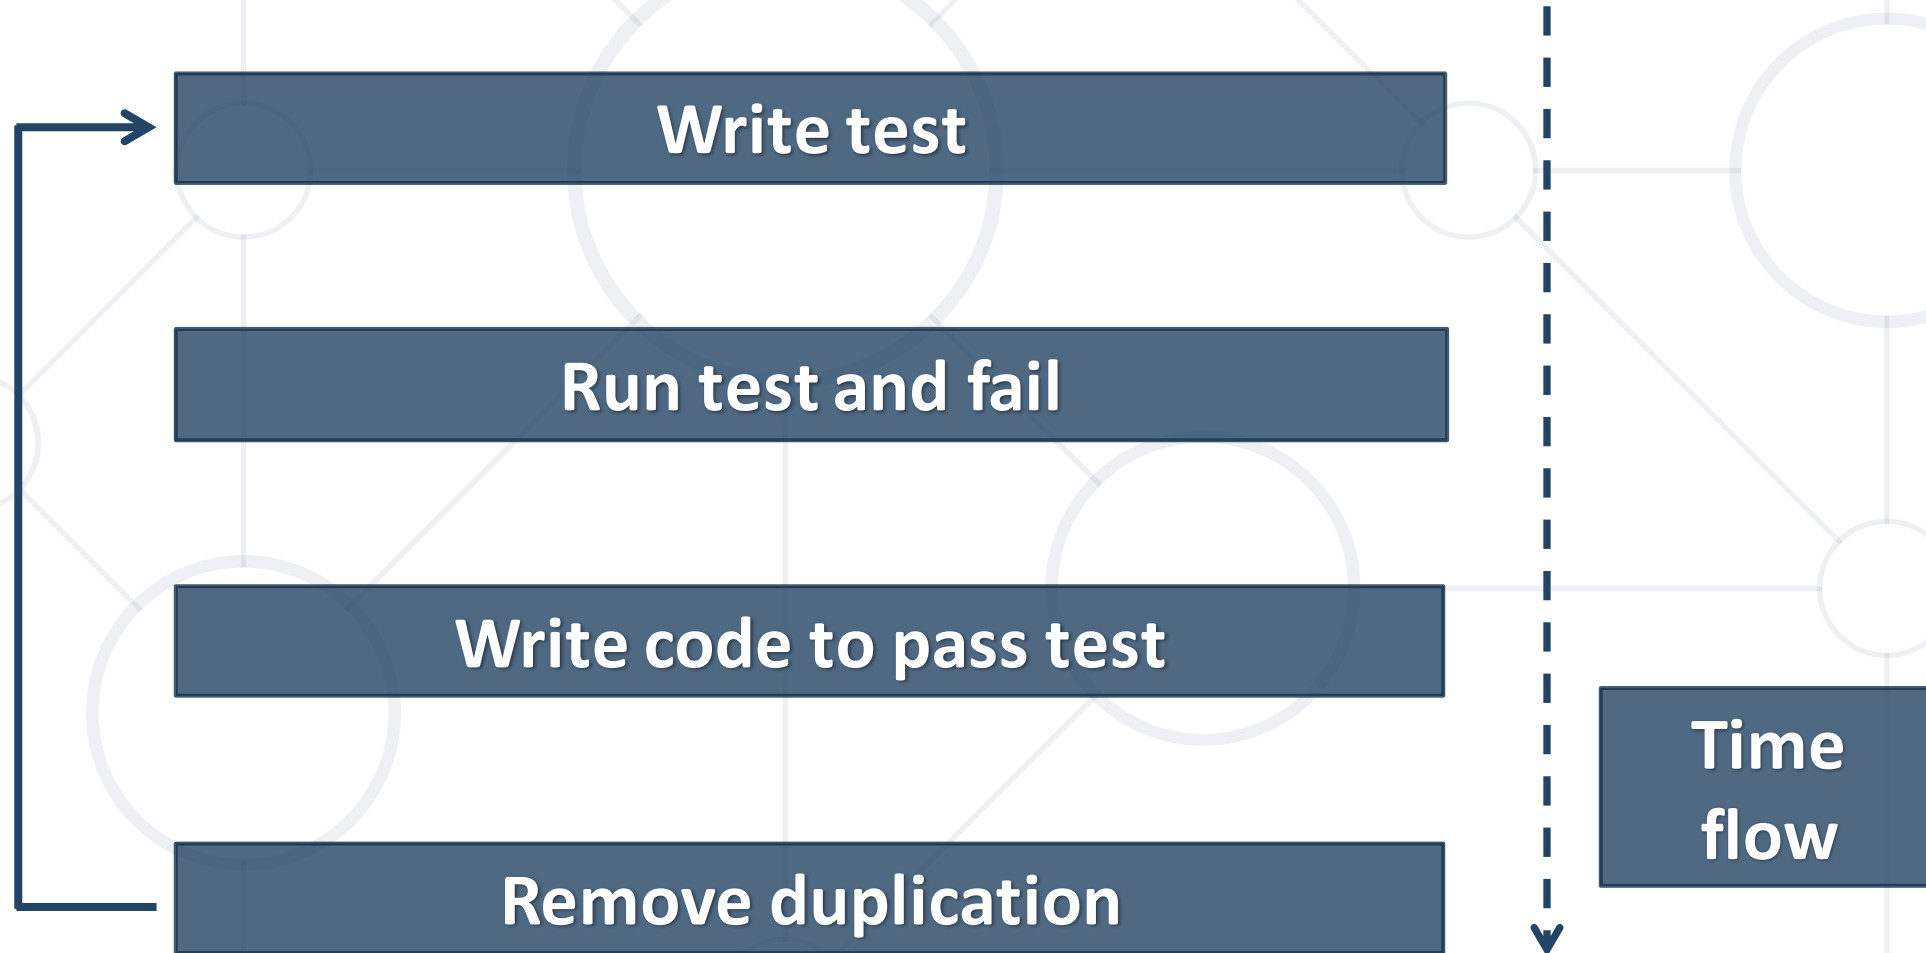 Write test
Run test and fail
Write code to pass test
Time
flow
Remove duplication